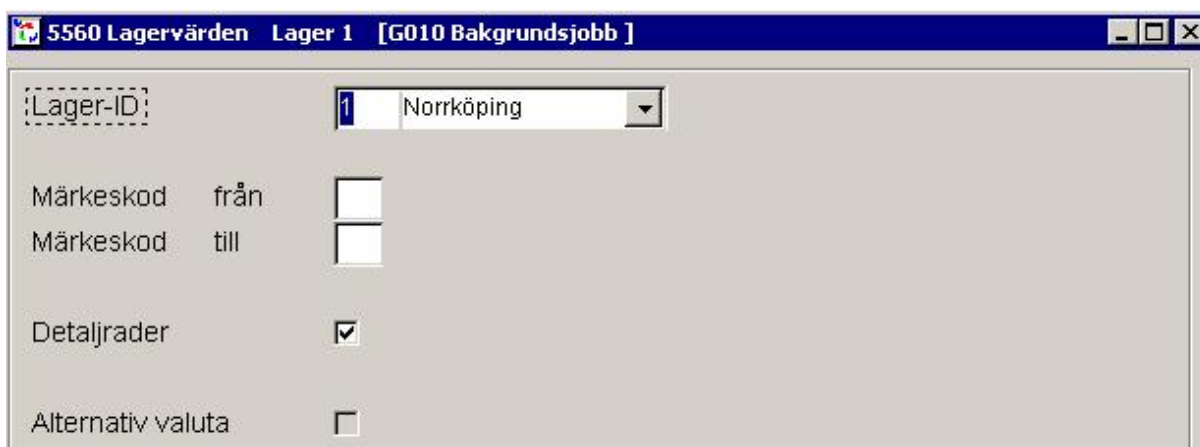 5560 Lagervärden Lager 1 [G010 Bakgrundsjobb ]
Lager-ID 1 Norrköping
Märkeskod från
Märkeskod till
Detaljrader
Alternativ valuta